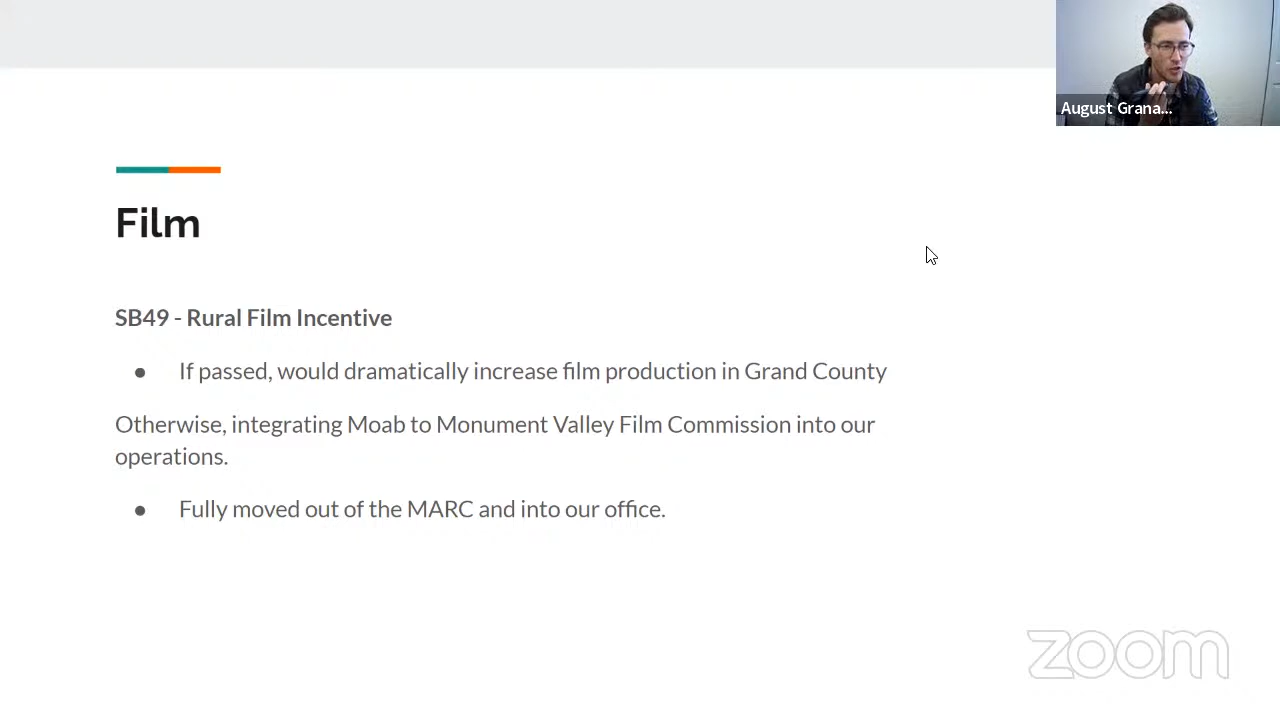 August Grana...
Film
SB49 - Rural Film Incentive
● If passed, would dramatically increase film production in Grand County
Otherwise, integrating Moab to Monument Valley Film Commission into our
operations.
● Fully moved out of the MARC and into our office.
zoom